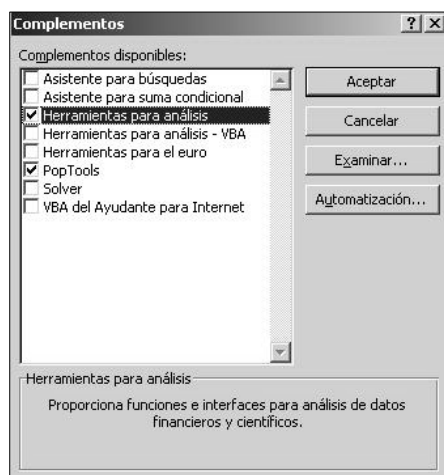 Complementos
Complementos disponibles:
Asistente para búsquedas
Asistente para suma condicional
Herramientas para análisis
Herramientas para análisis - VBA
Herramientas para el euro
PopTools
Solver
VBA del Ayudante para Internet
Aceptar
Cancelar
Examinar...
Automatización...
Herramientas para análisis
Proporciona funciones e interfaces para análisis de datos
financieros y científicos.